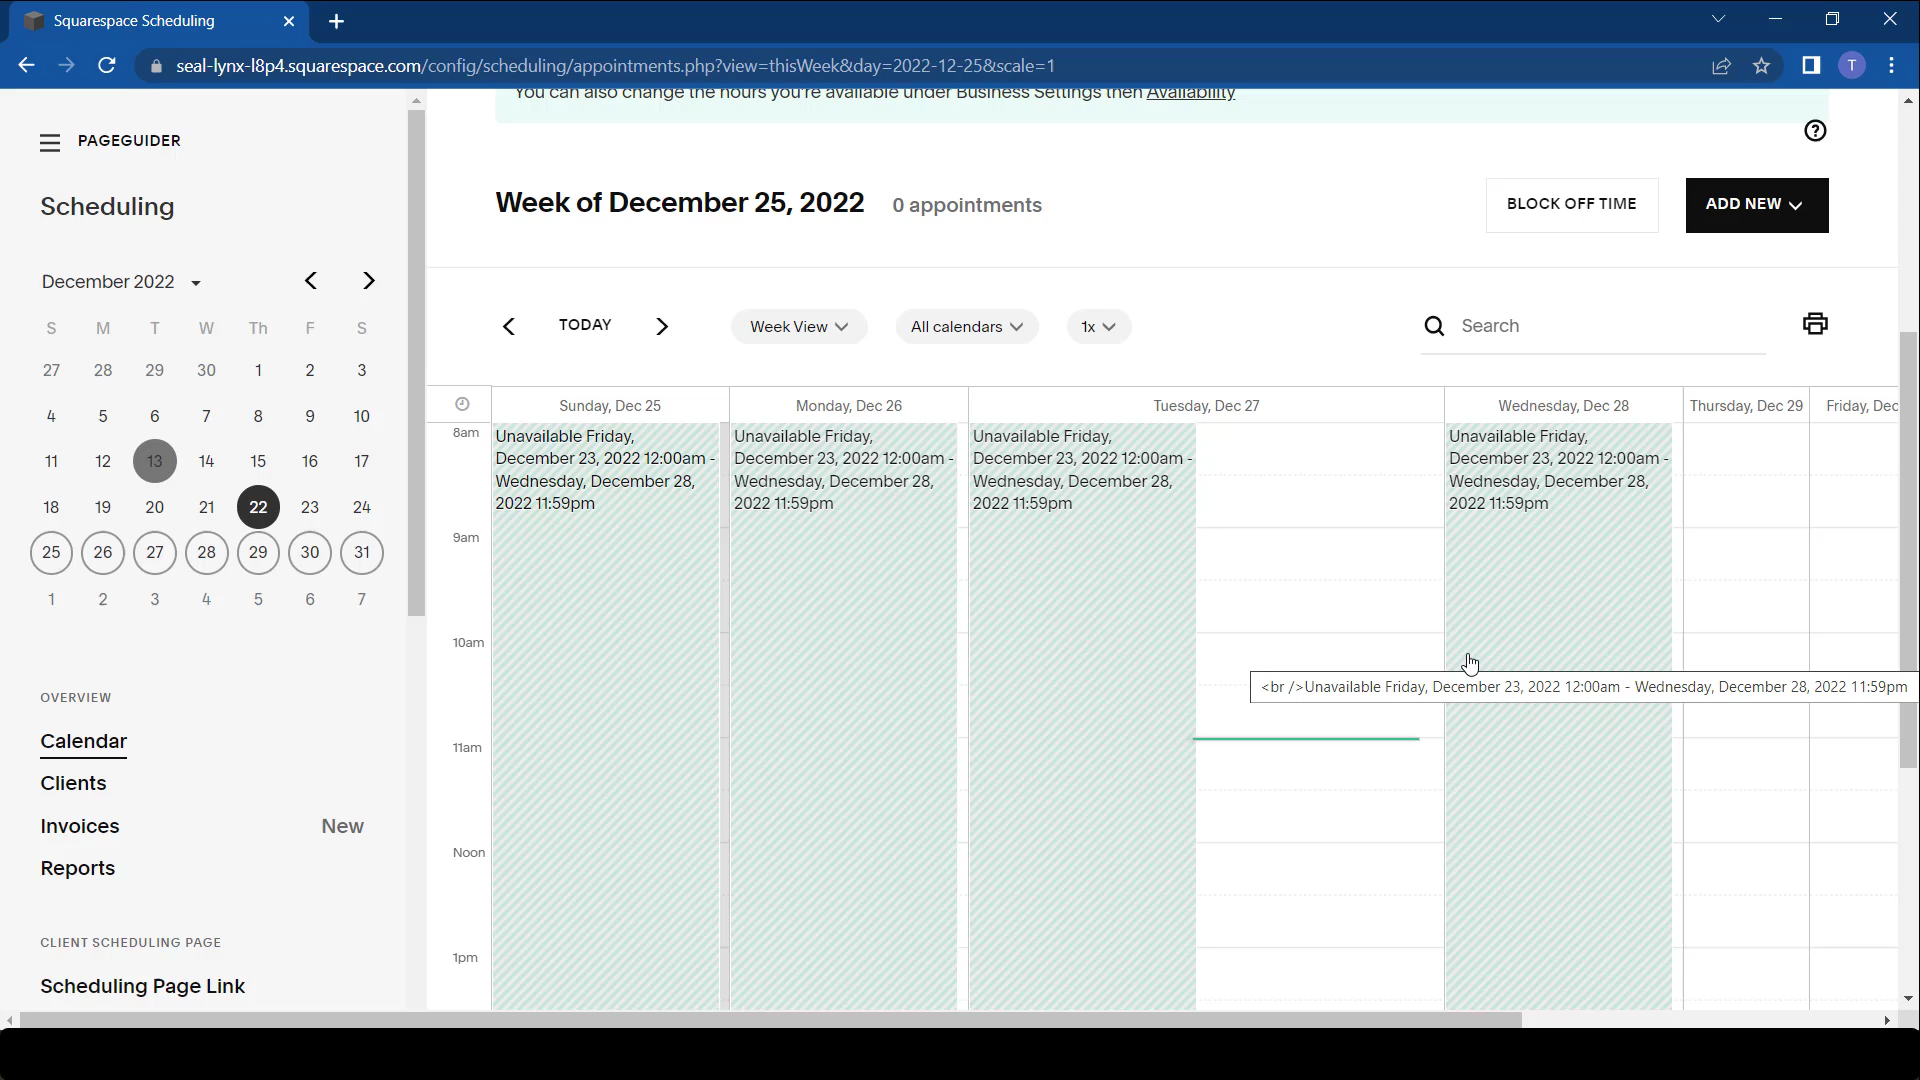 Squarespace Scheduling
seal-lynx-l8p4.squarespace.com/config/scheduling/appointments.php?view=thisWeek&day=2022-12-25&scale=1
T
You can also change the hours you're available under Business Settings then Availability
PAGEGUIDER
Scheduling
Week of December 25, 2022
0 appointments
BLOCK OFF TIME
ADD NEW
December 2022
S M T W Th F S
27 28 29 30 1 2 3
4 5 6 7 8 9 10
11 12 13 14 15 16 17
18 19 20 21 22 23 24
25 26 27 28 29 30 31
1 2 3 4 5 6 7
OVERVIEW
Calendar
Clients
Invoices New
Reports
CLIENT SCHEDULING PAGE
Scheduling Page Link
TODAY
Week View
All calendars
1x
Search
Sunday, Dec 25
Monday, Dec 26
Tuesday, Dec 27
Wednesday, Dec 28
Thursday, Dec 29
Friday, Dec
8am
9am
10am
11am
Noon
1pm
Unavailable Friday,
December 23, 2022 12:00am -
Wednesday, December 28,
2022 11:59pm
Unavailable Friday,
December 23, 2022 12:00am -
Wednesday, December 28,
2022 11:59pm
Unavailable Friday,
December 23, 2022 12:00am -
Wednesday, December 28,
2022 11:59pm
Unavailable Friday,
December 23, 2022 12:00am -
Wednesday, December 28,
2022 11:59pm
<br />Unavailable Friday, December 23, 2022 12:00am - Wednesday, December 28, 2022 11:59pm